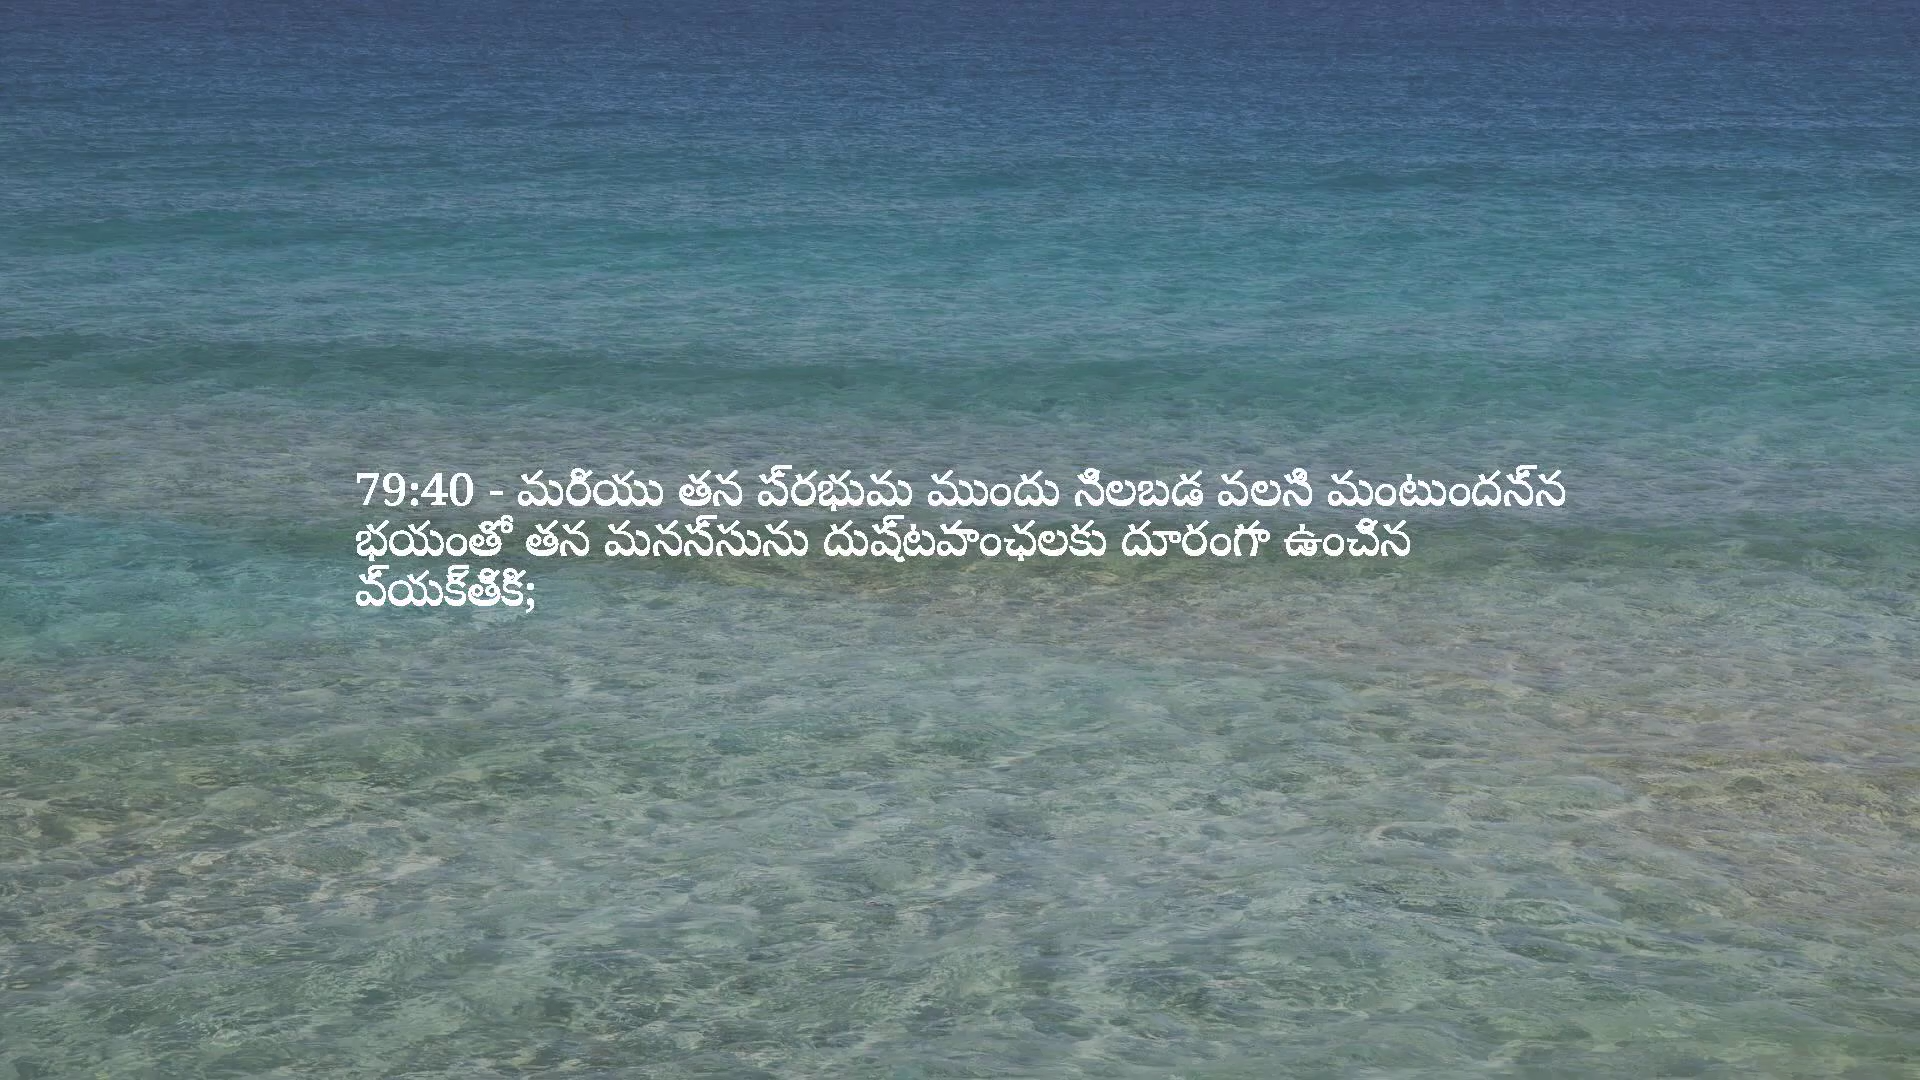 79:40 - మరియు తన ప్రభువు ముందు నిలబడ వలసి వుంటుందన్న
భయంతో తన మనస్సును దుష్టవాంఛలకు దూరంగా ఉంచిన
వ్యక్తికి;